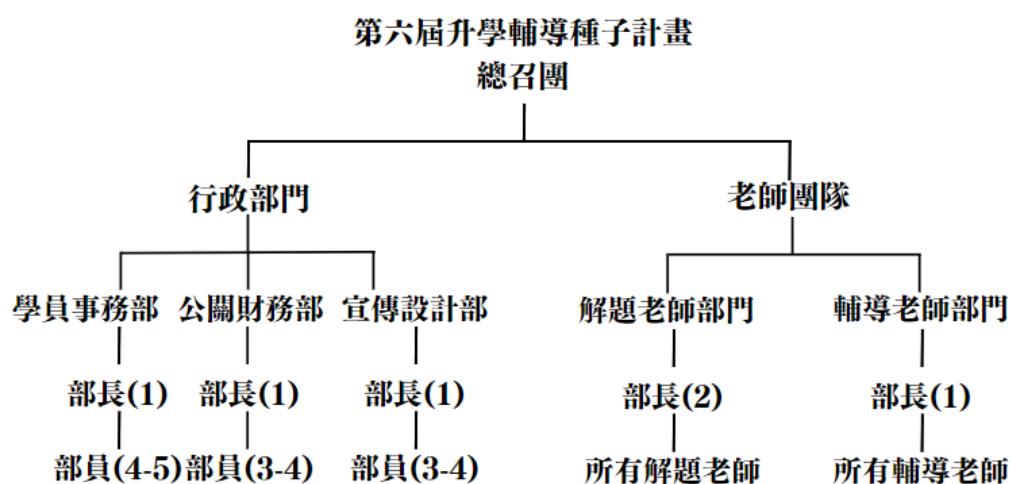 第六屆升學輔導種子計畫
總召團
行政部門
老師團隊
學員事務部
公關財務部
宣傳設計部
解題老師部門
輔導老師部門
部長(1)
部長(1)
部長(1)
部長(2)
部長(1)
部員(4-5)
部員(3-4)
部員(3-4)
所有解題老師
所有輔導老師